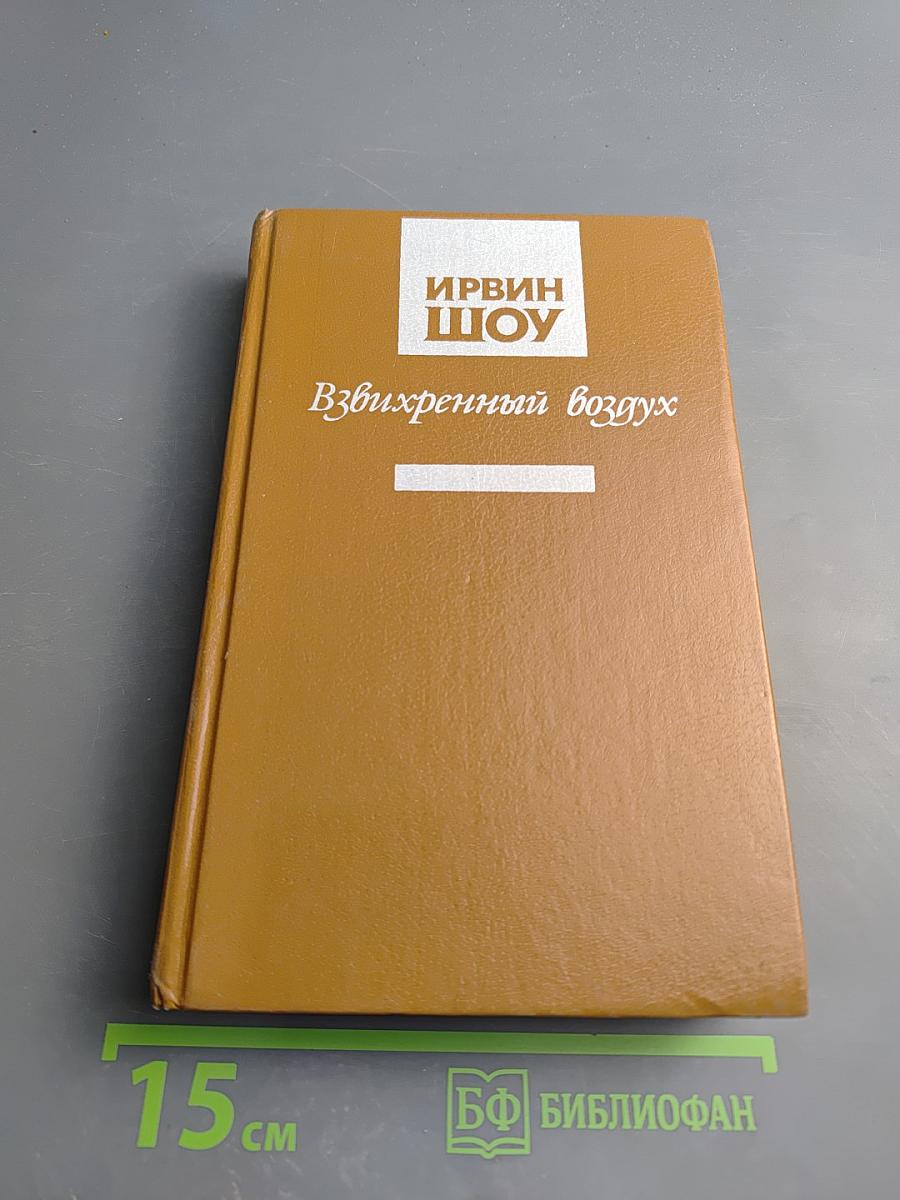 ИРВИН
ШОУ
Взвихренный воздух
15 см
БФ БИБЛИОФАН